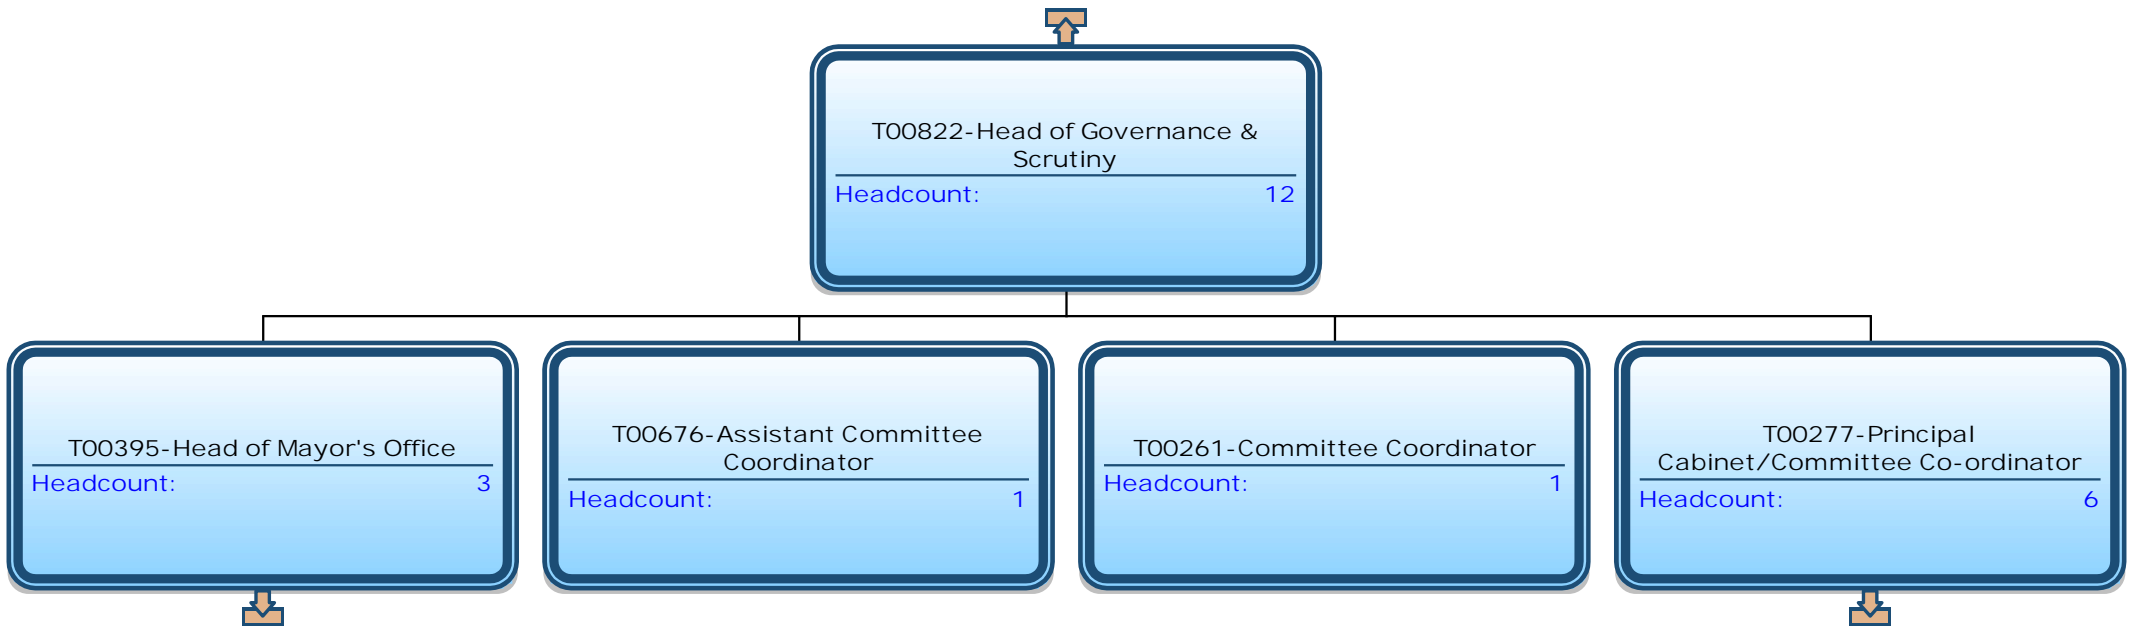 T00822-Head of Governance &
Scrutiny
Headcount: 12
T00395-Head of Mayor's Office
Headcount: 3
T00676-Assistant Committee
Coordinator
Headcount: 1
T00261-Committee Coordinator
Headcount: 1
T00277-Principal
Cabinet/Committee Co-ordinator
Headcount: 6